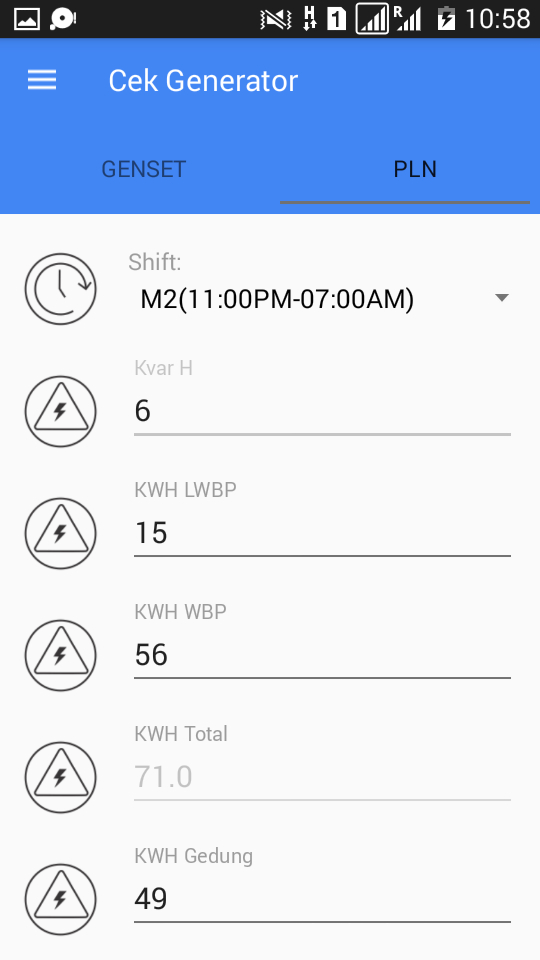 H 1 R 10:58
Cek Generator
GENSET PLN
Shift:
M2(11:00PM-07:00AM)
Kvar H
6
KWH LWBP
15
KWH WBP
56
KWH Total
71.0
KWH Gedung
49